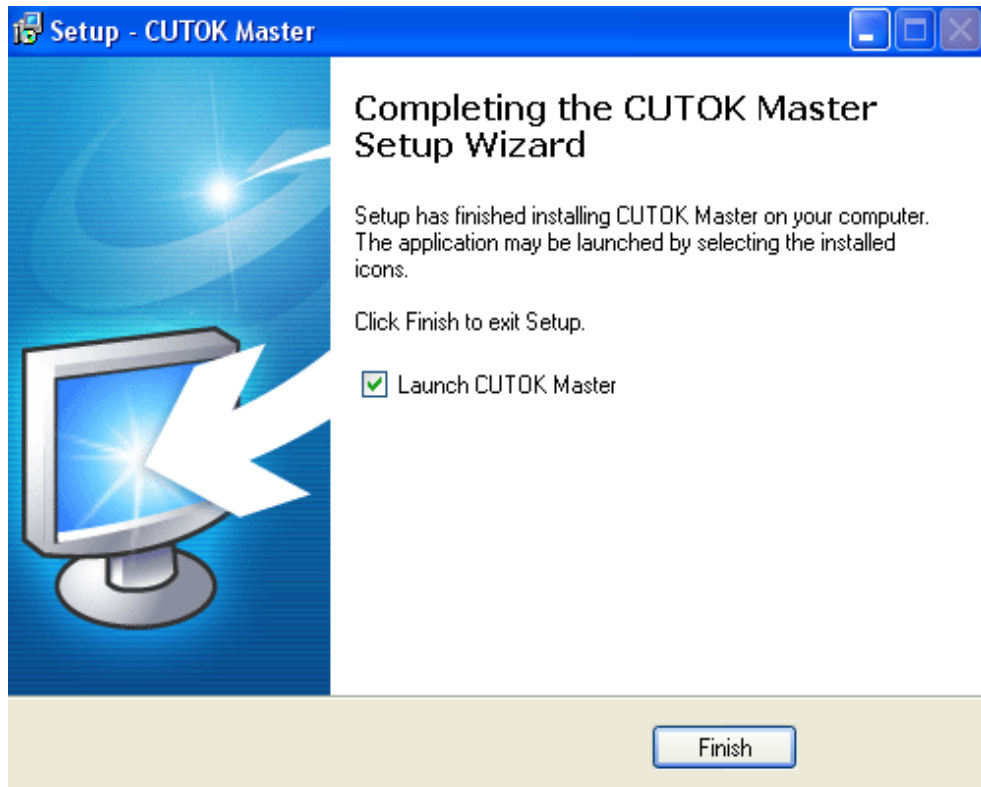 Setup - CUTOK Master
Completing the CUTOK Master
Setup Wizard
Setup has finished installing CUTOK Master on your computer.
The application may be launched by selecting the installed
icons.
Click Finish to exit Setup.
Launch CUTOK Master
Finish